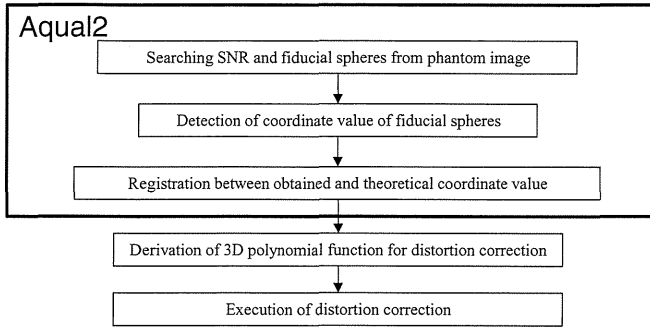 Aqual2
Searching SNR and fiducial spheres from phantom image
Detection of coordinate value of fiducial spheres
Registration between obtained and theoretical coordinate value
Derivation of 3D polynomial function for distortion correction
Execution of distortion correction